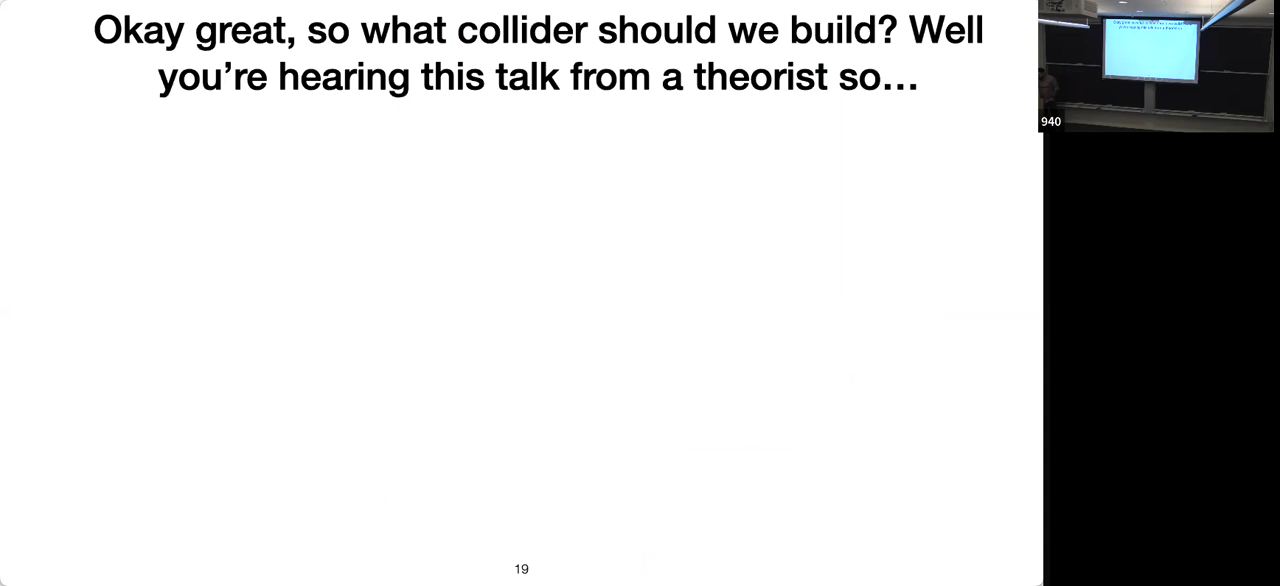 Okay great, so what collider should we build? Well
you’re hearing this talk from a theorist so…
940
19